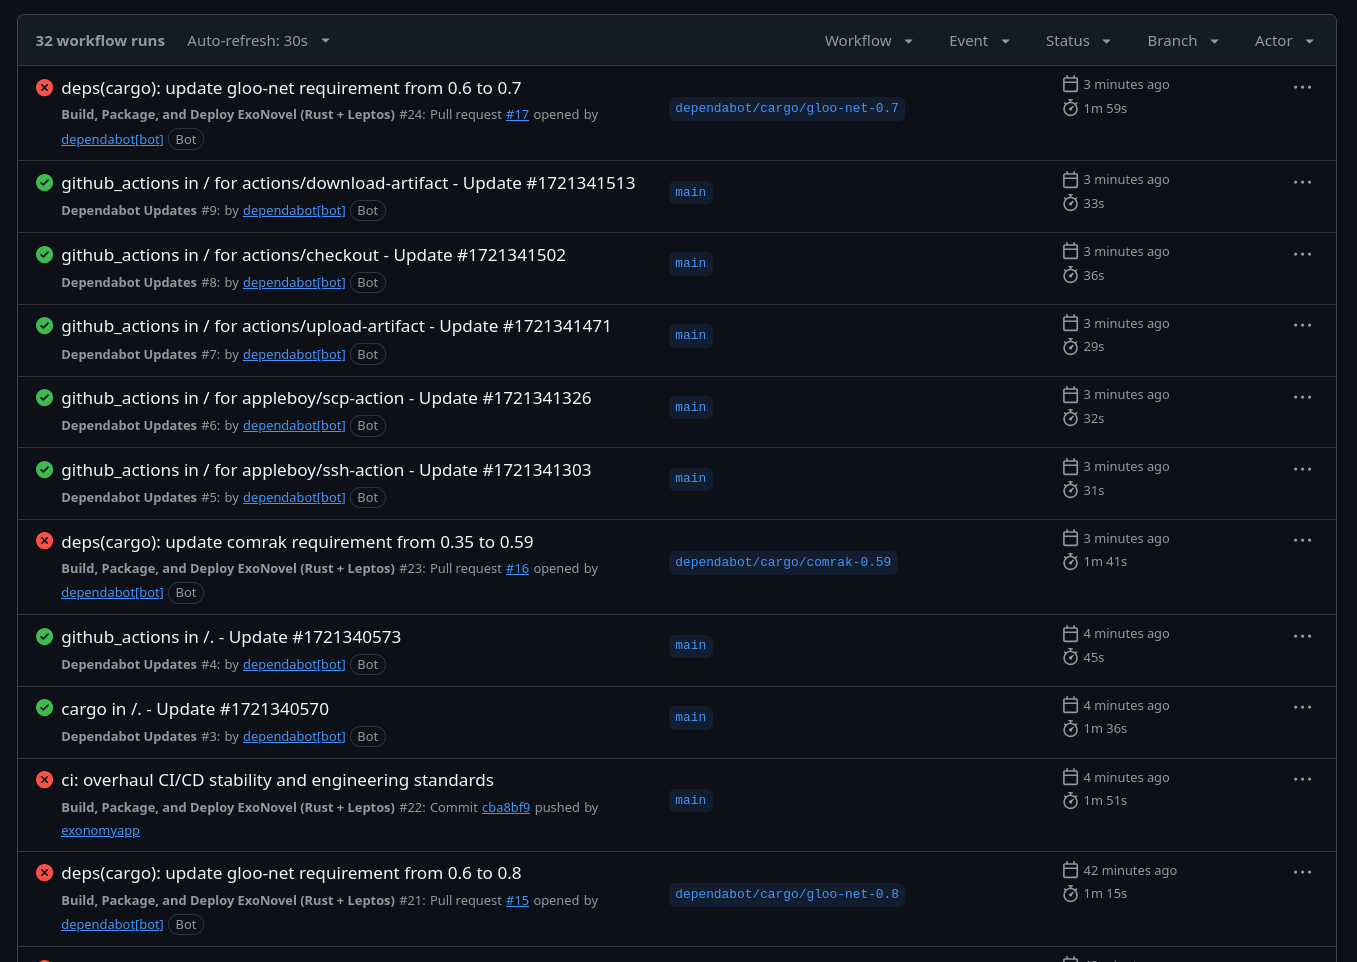 32 workflow runs Auto-refresh: 30s Workflow Event Status Branch Actor
deps(cargo): update gloo-net requirement from 0.6 to 0.7
Build, Package, and Deploy ExoNovel (Rust + Leptos) #24: Pull request #17 opened by
dependabot[bot] Bot
dependabot/cargo/gloo-net-0.7
3 minutes ago
1m 59s
github_actions in / for actions/download-artifact - Update #1721341513
Dependabot Updates #9: by dependabot[bot] Bot
main
3 minutes ago
33s
github_actions in / for actions/checkout - Update #1721341502
Dependabot Updates #8: by dependabot[bot] Bot
main
3 minutes ago
36s
github_actions in / for actions/upload-artifact - Update #1721341471
Dependabot Updates #7: by dependabot[bot] Bot
main
3 minutes ago
29s
github_actions in / for appleboy/scp-action - Update #1721341326
Dependabot Updates #6: by dependabot[bot] Bot
main
3 minutes ago
32s
github_actions in / for appleboy/ssh-action - Update #1721341303
Dependabot Updates #5: by dependabot[bot] Bot
main
3 minutes ago
31s
deps(cargo): update comrak requirement from 0.35 to 0.59
Build, Package, and Deploy ExoNovel (Rust + Leptos) #23: Pull request #16 opened by
dependabot[bot] Bot
dependabot/cargo/comrak-0.59
3 minutes ago
1m 41s
github_actions in /. - Update #1721340573
Dependabot Updates #4: by dependabot[bot] Bot
main
4 minutes ago
45s
cargo in /. - Update #1721340570
Dependabot Updates #3: by dependabot[bot] Bot
main
4 minutes ago
1m 36s
ci: overhaul CI/CD stability and engineering standards
Build, Package, and Deploy ExoNovel (Rust + Leptos) #22: Commit cba8bf9 pushed by
exonomyapp
main
4 minutes ago
1m 51s
deps(cargo): update gloo-net requirement from 0.6 to 0.8
Build, Package, and Deploy ExoNovel (Rust + Leptos) #21: Pull request #15 opened by
dependabot[bot] Bot
dependabot/cargo/gloo-net-0.8
42 minutes ago
1m 15s